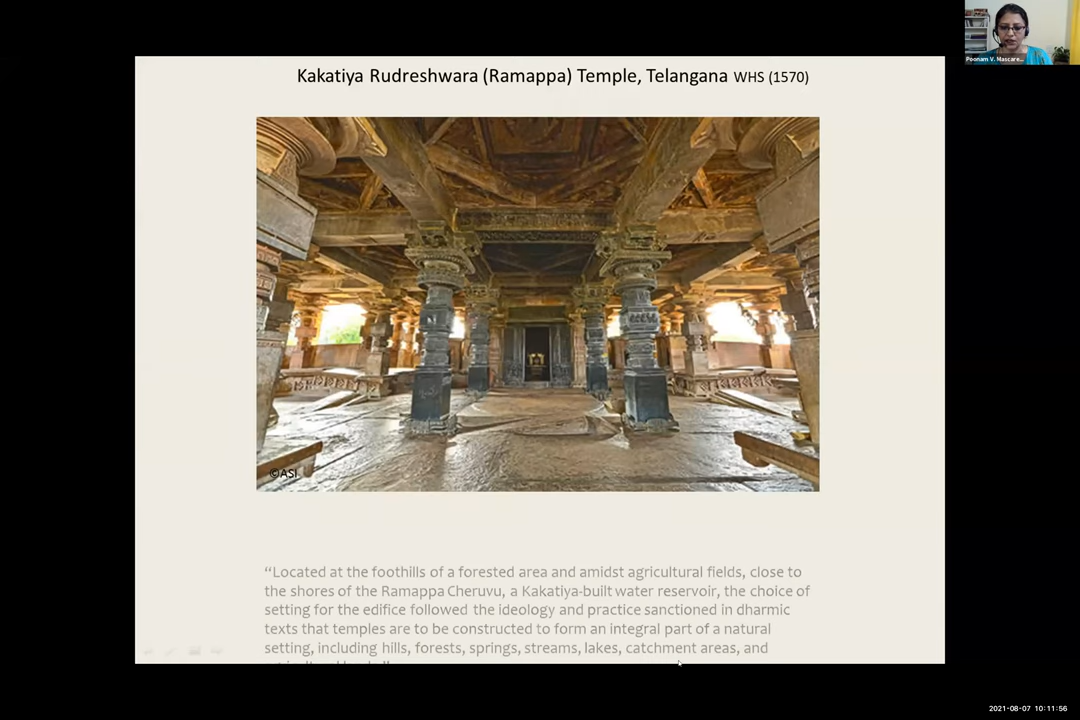 Kakatiya Rudreshwara (Ramappa) Temple, Telangana WHS (1570)
Poonam V. Mascare...
©ASI
“Located at the foothills of a forested area and amidst agricultural fields, close to
the shores of the Ramappa Cheruvu, a Kakatiya-built water reservoir, the choice of
setting for the edifice followed the ideology and practice sanctioned in dharmic
texts that temples are to be constructed to form an integral part of a natural
setting, including hills, forests, springs, streams, lakes, catchment areas, and
2021-08-07 10:11:56